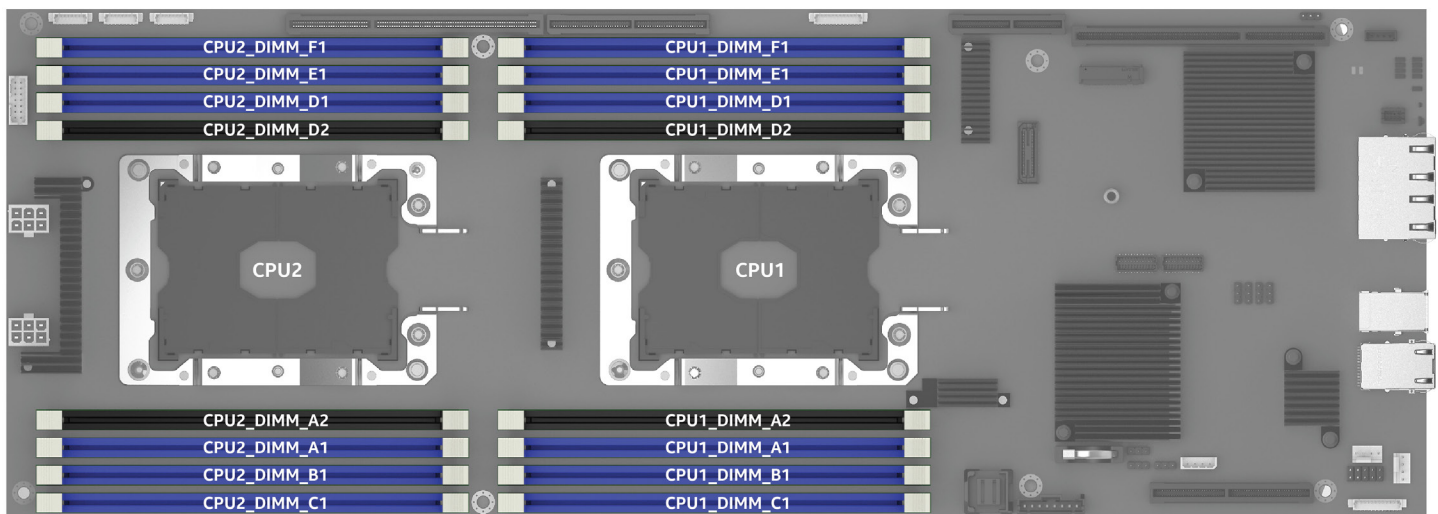 CPU2_DIMM_F1 CPU1_DIMM_F1
CPU2_DIMM_E1 CPU1_DIMM_E1
CPU2_DIMM_D1 CPU1_DIMM_D1
CPU2_DIMM_D2 CPU1_DIMM_D2
CPU2 CPU1
CPU2_DIMM_A2 CPU1_DIMM_A2
CPU2_DIMM_A1 CPU1_DIMM_A1
CPU2_DIMM_B1 CPU1_DIMM_B1
CPU2_DIMM_C1 CPU1_DIMM_C1